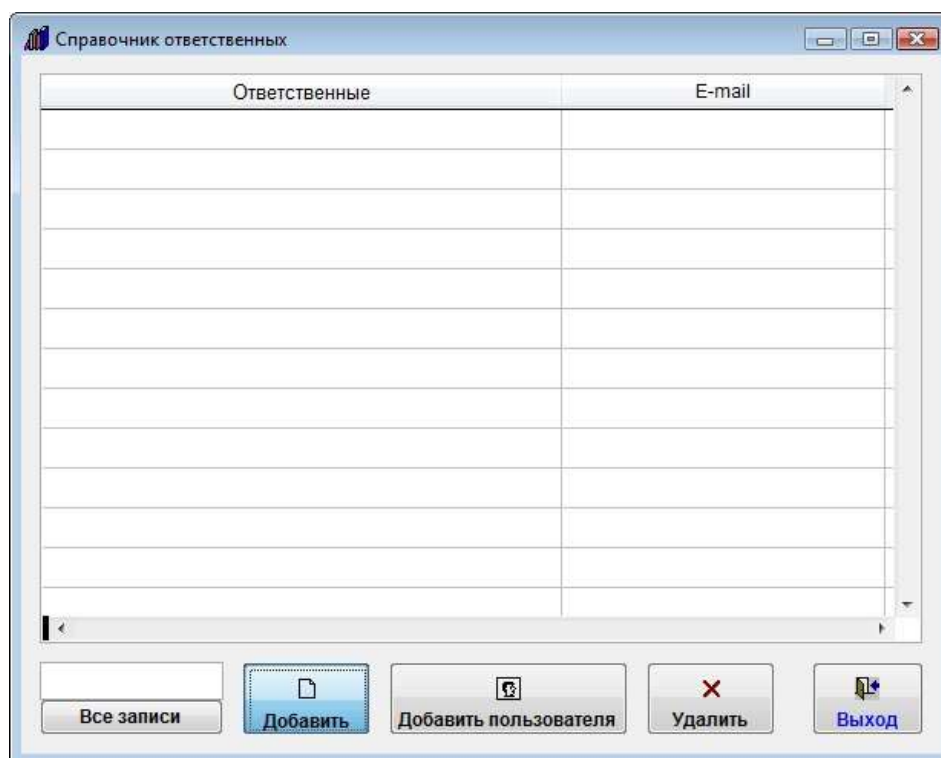 Справочник ответственных
Ответственные E-mail
Все записи Добавить Добавить пользователя Удалить Выход